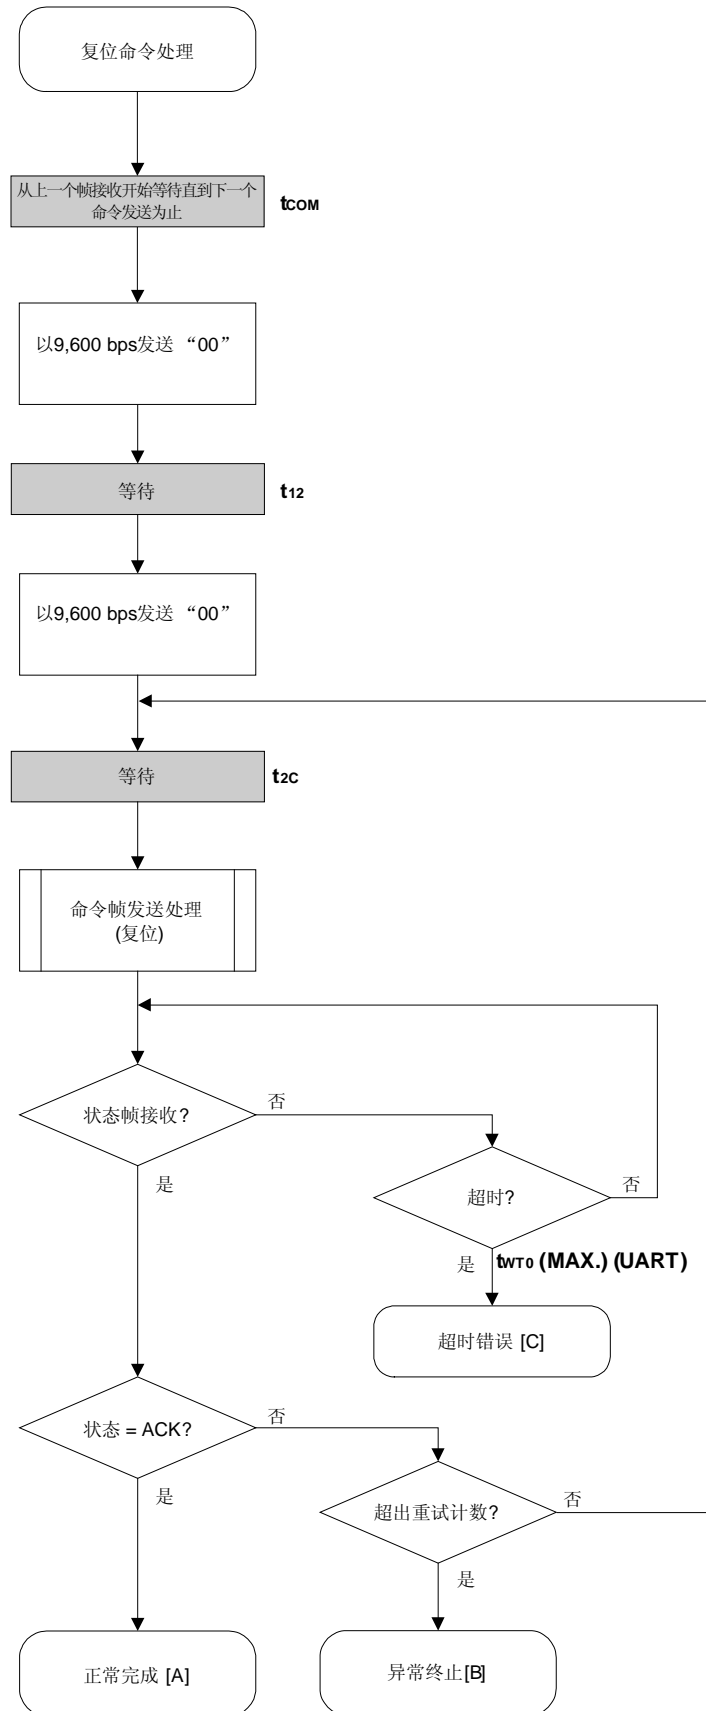 复位命令处理
从上一个帧接收开始等待直到下一个
命令发送为止
tCOM
以9,600 bps发送 “00”
等待
t12
以9,600 bps发送 “00”
等待
t2C
命令帧发送处理
(复位)
状态帧接收?
否
是
超时?
否
是
tWT0 (MAX.) (UART)
超时错误 [C]
状态 = ACK?
否
是
超出重试计数?
否
是
正常完成 [A]
异常终止[B]